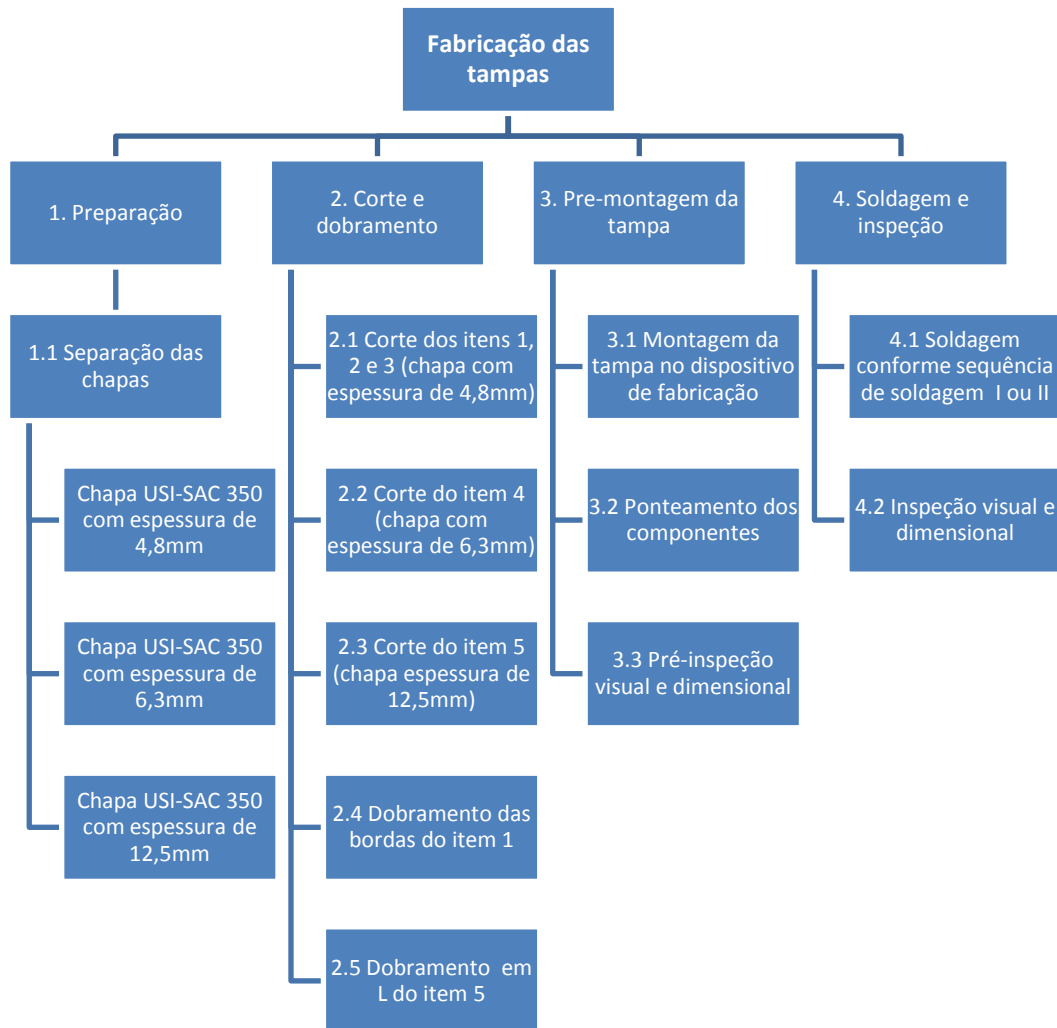 Fabricação das
tampas
1. Preparação
1.1 Separação das
chapas
Chapa USI-SAC 350
com espessura de
4,8mm
Chapa USI-SAC 350
com espessura de
6,3mm
Chapa USI-SAC 350
com espessura de
12,5mm
2. Corte e
dobramento
2.1 Corte dos itens 1,
2 e 3 (chapa com
espessura de 4,8mm)
2.2 Corte do item 4
(chapa com
espessura de 6,3mm)
2.3 Corte do item 5
(chapa espessura de
12,5mm)
2.4 Dobramento das
bordas do item 1
2.5 Dobramento em
L do item 5
3. Pre-montagem da
tampa
3.1 Montagem da
tampa no dispositivo
de fabricação
3.2 Ponteamento dos
componentes
3.3 Pré-inspeção
visual e dimensional
4. Soldagem e
inspeção
4.1 Soldagem
conforme sequência
de soldagem I ou II
4.2 Inspeção visual e
dimensional